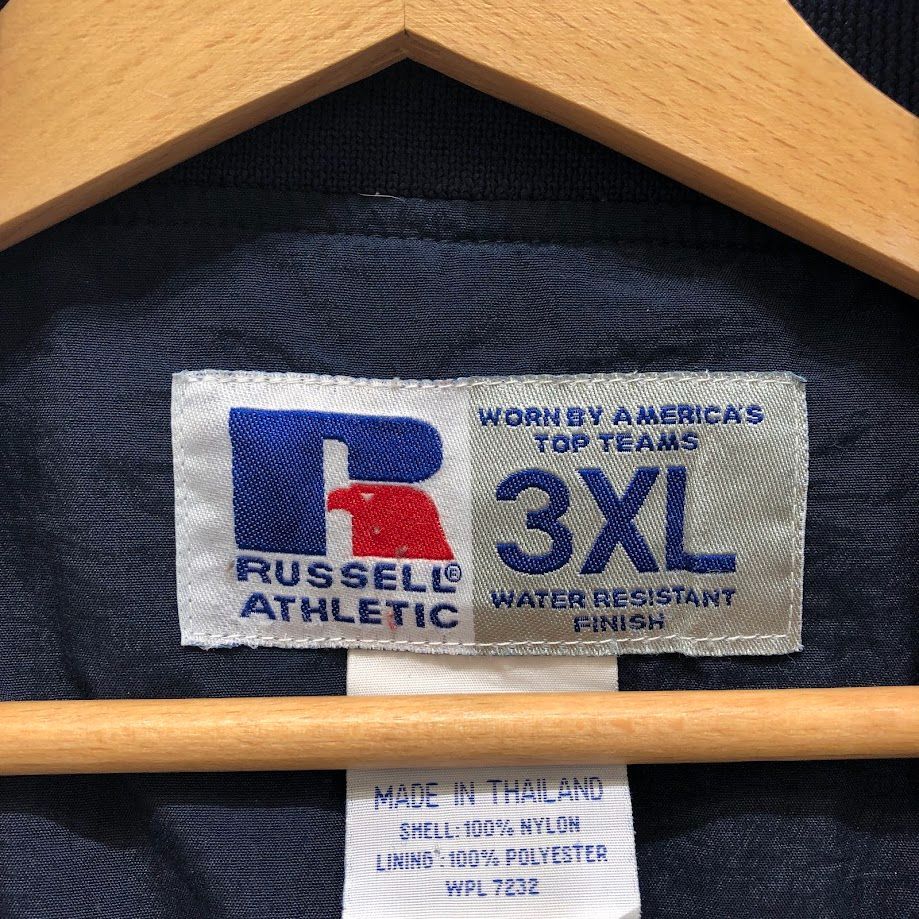 R
RUSSELL®
ATHLETIC
WORN BY AMERICA'S
TOP TEAMS
3XL
WATER RESISTANT
FINISH
MADE IN THAILAND
SHELL:100% NYLON
LINING:100% POLYESTER
WPL 7232